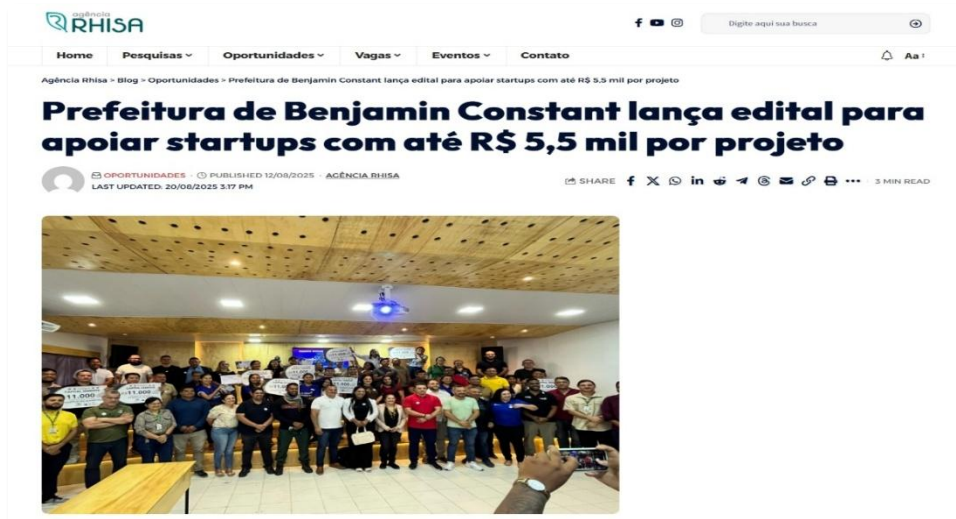 agência
RHISA
Digite aqui sua busca
Home Pesquisas Oportunidades Vagas Eventos Contato
Aa
Agência Rhisa > Blog > Oportunidades > Prefeitura de Benjamin Constant lança edital para apoiar startups com até R$ 5,5 mil por projeto
Prefeitura de Benjamin Constant lança edital para
apoiar startups com até R$ 5,5 mil por projeto
OPORTUNIDADES PUBLISHED 12/08/2025 AGÊNCIA RHISA
LAST UPDATED: 20/08/2025 3:17 PM
SHARE 3 MIN READ
11.000
11.000